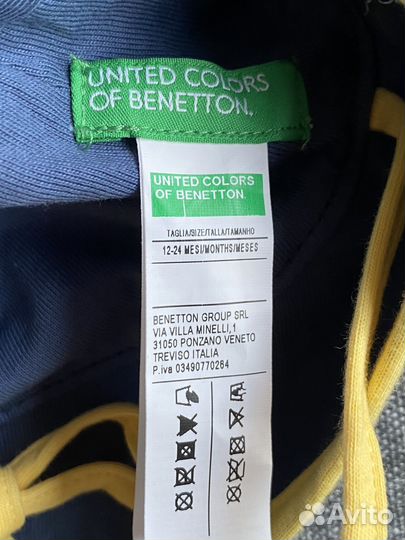 UNITED COLORS
OF BENETTON.
UNITED COLORS
OF BENETTON.
TAGLIA/SIZE/TALLA/TAMANHO
12-24 MESI/MONTHS/MESES
BENETTON GROUP SRL
VIA VILLA MINELLI,1
31050 PONZANO VENETO
TREVISO ITALIA
P.iva 03490770264
Avito